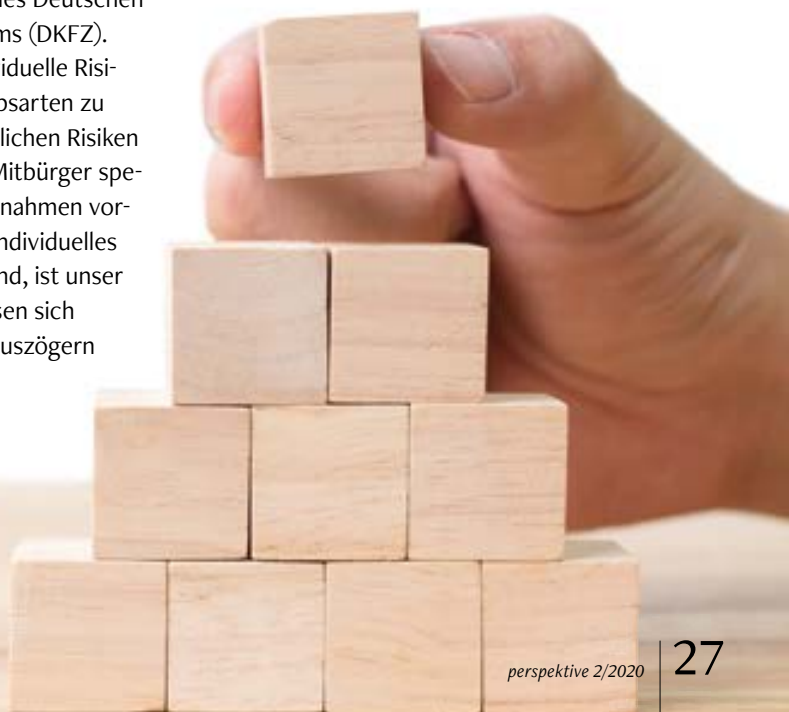 es Deutschen
ms (DKFZ).
iduelle Risi-
bsarten zu
lichen Risiken
Mitbürger spe-
nahmen vor-
ndividuelles
nd, ist unser
sen sich
uszögern
perspektive 2/2020 | 27